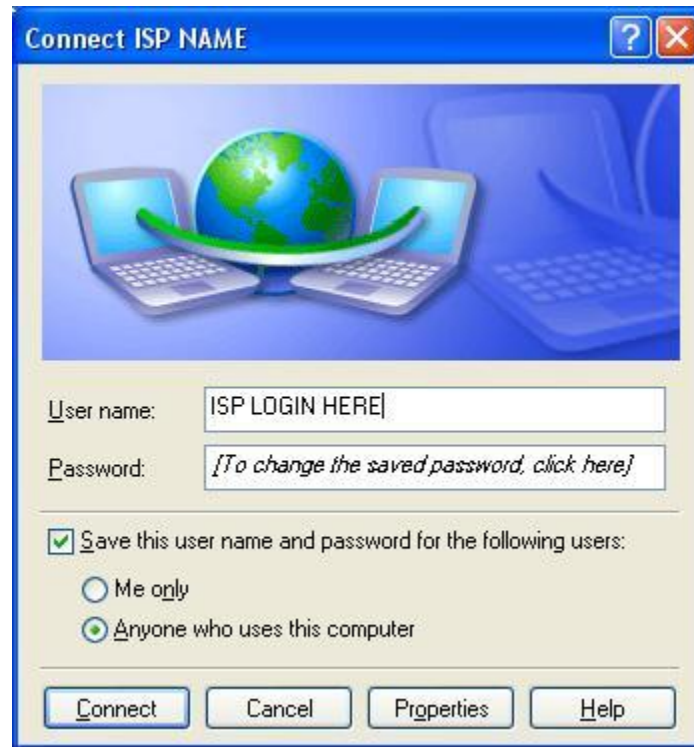 Connect ISP NAME
User name: ISP LOGIN HERE
Password: [To change the saved password, click here]
Save this user name and password for the following users:
Me only
Anyone who uses this computer
Connect Cancel Properties Help